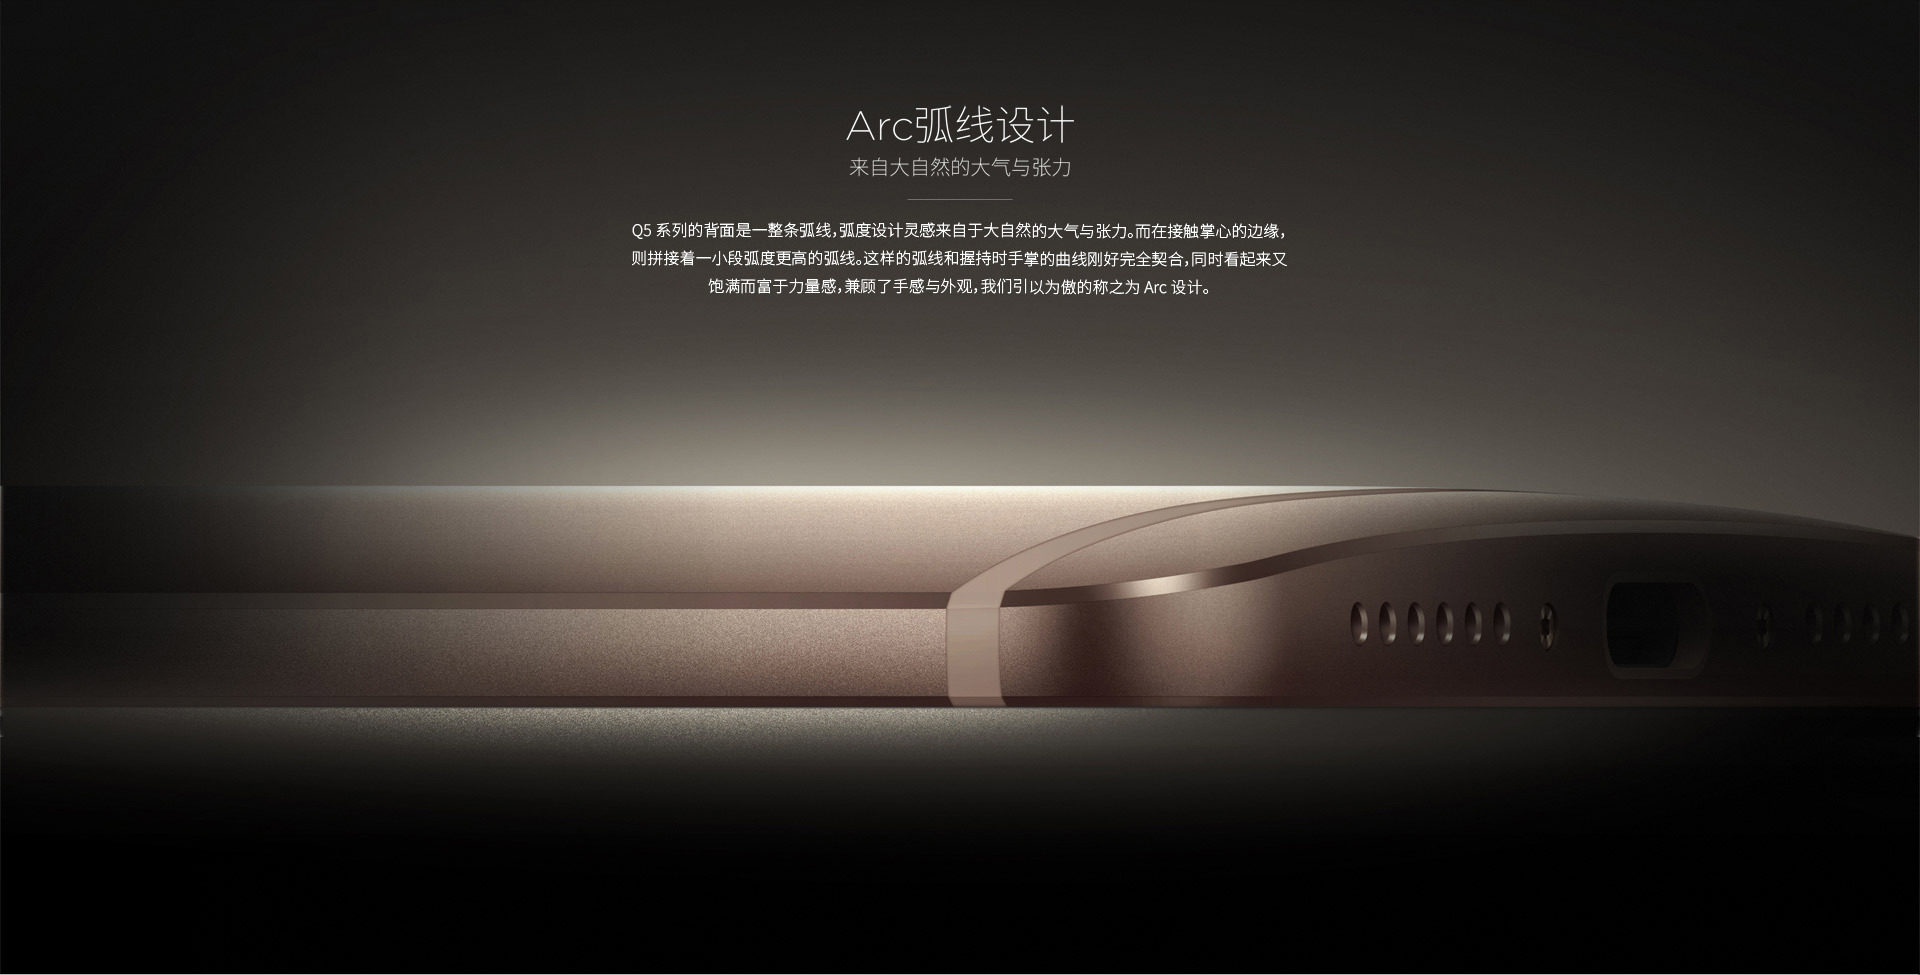 Arc弧线设计
来自大自然的大气与张力
Q5 系列的背面是一整条弧线,弧度设计灵感来自于大自然的大气与张力。而在接触掌心的边缘,
则拼接着一小段弧度更高的弧线。这样的弧线和握持时手掌的曲线刚好完全契合,同时看起来又
饱满而富于力量感,兼顾了手感与外观,我们引以为傲的称之为 Arc 设计。